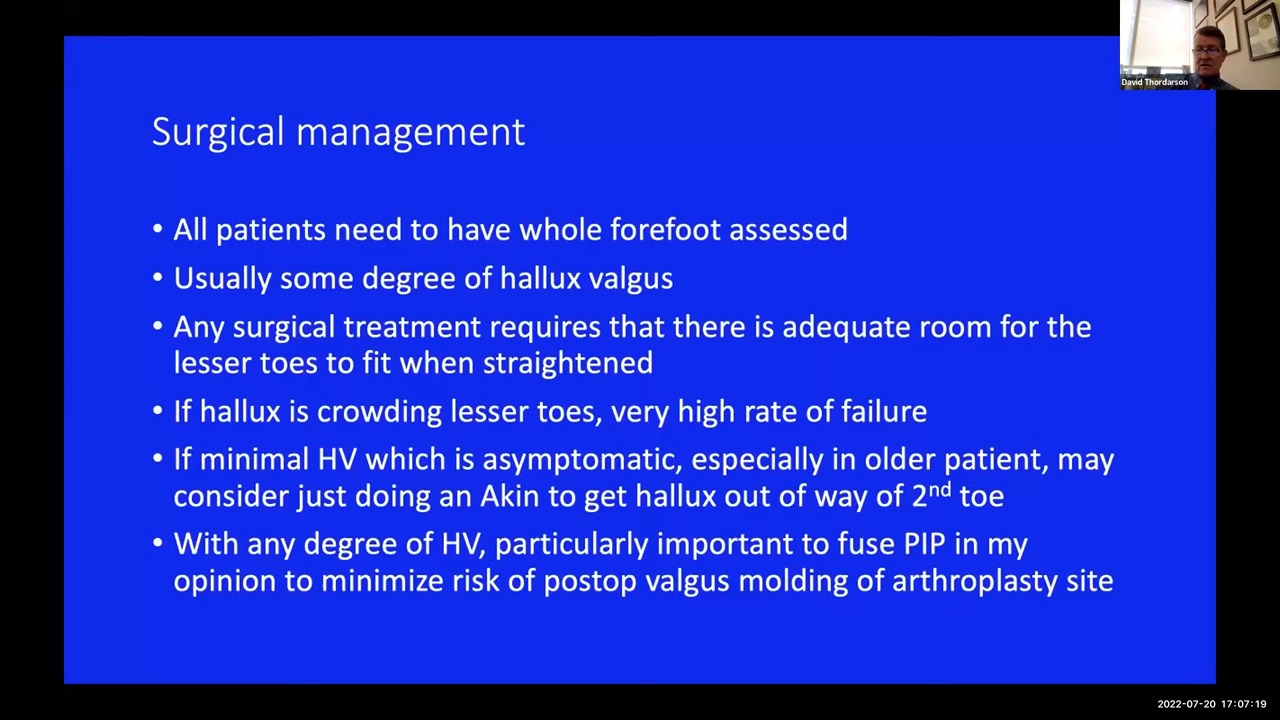 David Thordarson
Surgical management
• All patients need to have whole forefoot assessed
• Usually some degree of hallux valgus
• Any surgical treatment requires that there is adequate room for the
lesser toes to fit when straightened
• If hallux is crowding lesser toes, very high rate of failure
• If minimal HV which is asymptomatic, especially in older patient, may
consider just doing an Akin to get hallux out of way of 2nd toe
• With any degree of HV, particularly important to fuse PIP in my
opinion to minimize risk of postop valgus molding of arthroplasty site
2022-07-20 17:07:19